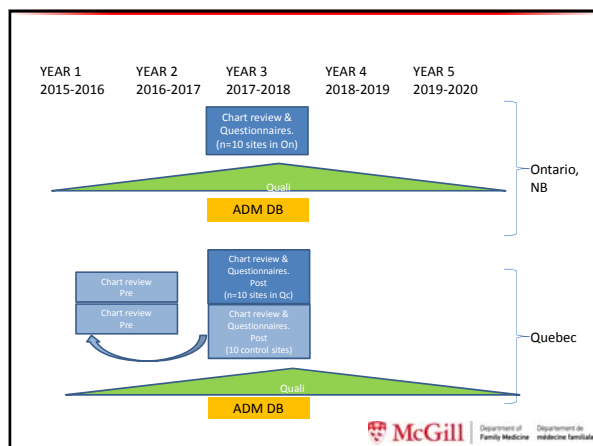 YEAR 1
2015-2016
YEAR 2
2016-2017
YEAR 3
2017-2018
YEAR 4
2018-2019
YEAR 5
2019-2020
Chart review &
Questionnaires.
(n=10 sites in On)
Quali
ADM DB
Ontario,
NB
Chart review
Pre
Chart review
Pre
Chart review &
Questionnaires.
Post
(n=10 sites in Qc)
Chart review &
Questionnaires.
Post
(10 control sites)
Quebec
Quali
ADM DB
McGill
Department of
Family Medicine
Département de
médecine familiale